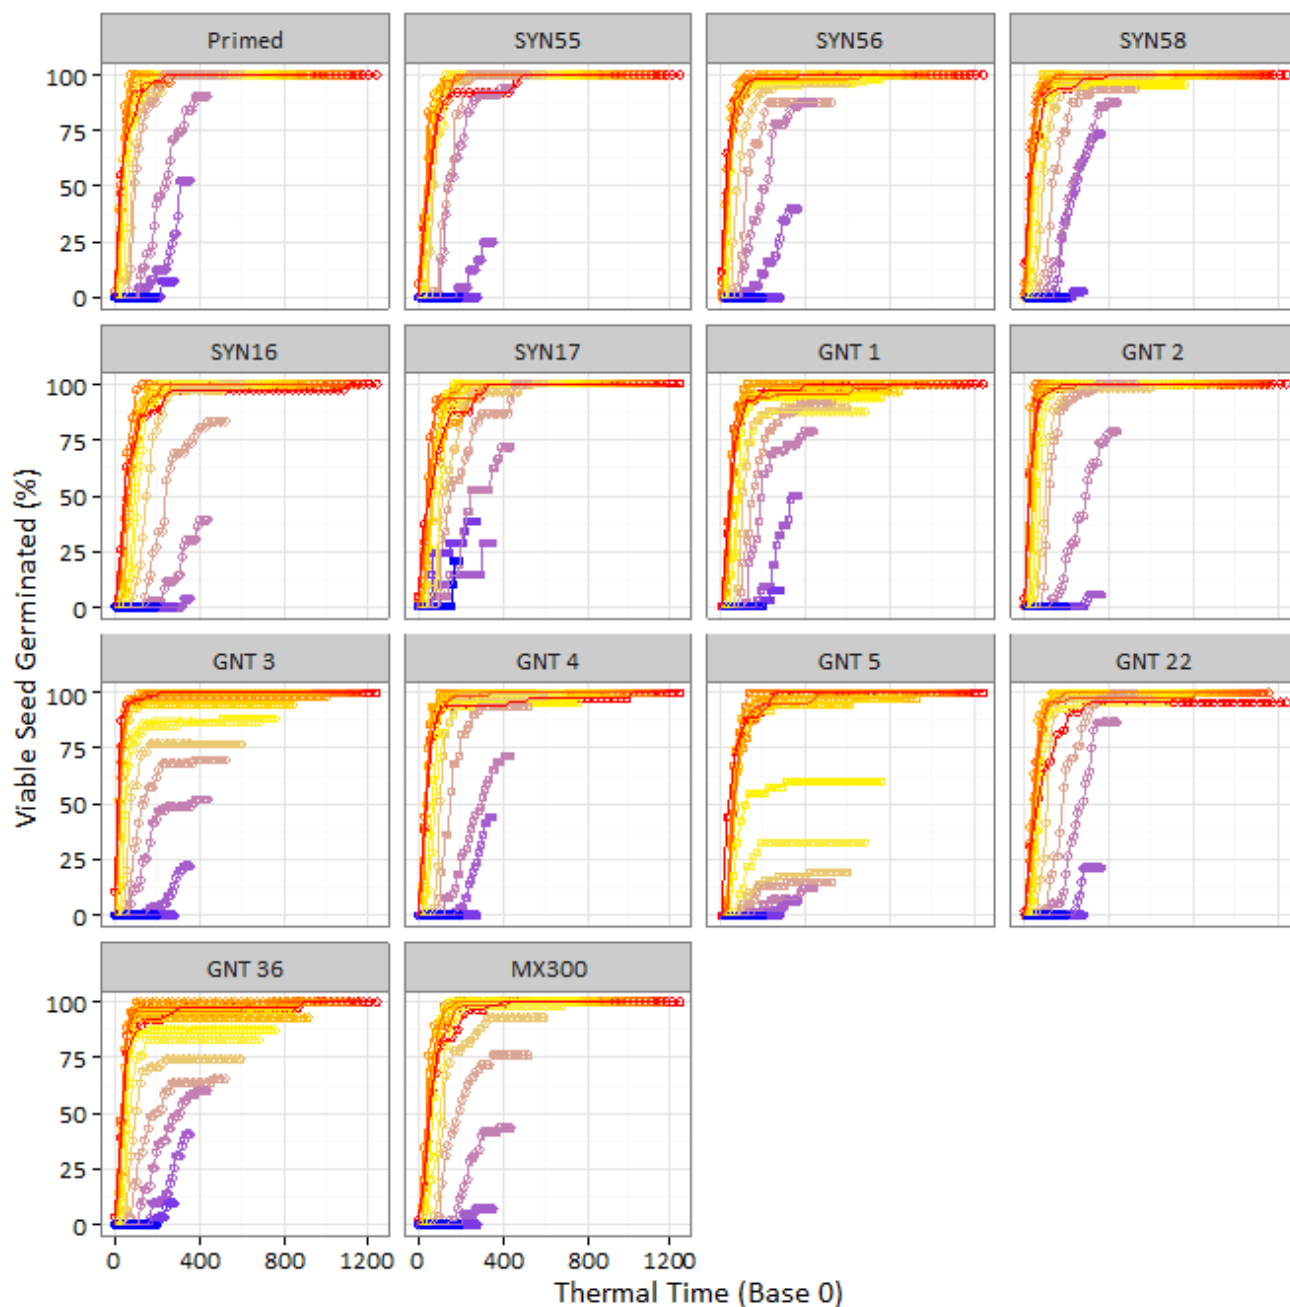 Primed SYN55 SYN56 SYN58
100
75
50
25
0
SYN16 SYN17 GNT 1 GNT 2
100
75
50
25
0
GNT 3 GNT 4 GNT 5 GNT 22
100
75
50
25
0
GNT 36 MX300
100
75
50
25
0
0 400 800 1200 0 400 800 1200
Thermal Time (Base 0)
Viable Seed Germinated (%)